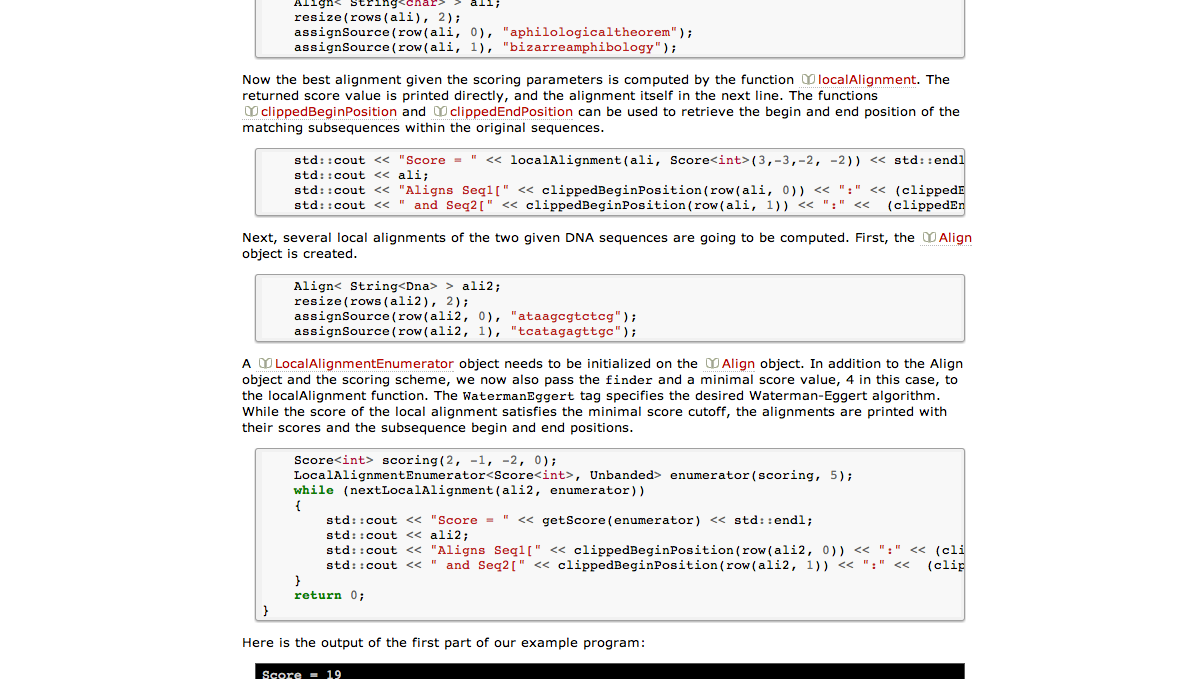 Align< String<char> > ali;
resize(rows(ali), 2);
assignSource(row(ali, 0), "aphilologicaltheorem");
assignSource(row(ali, 1), "bizarreamphibology");
Now the best alignment given the scoring parameters is computed by the function localAlignment. The
returned score value is printed directly, and the alignment itself in the next line. The functions
clippedBeginPosition and clippedEndPosition can be used to retrieve the begin and end position of the
matching subsequences within the original sequences.
std::cout << "Score = " << localAlignment(ali, Score<int>(3,-3,-2, -2)) << std::endl
std::cout << ali;
std::cout << "Aligns Seq1[" << clippedBeginPosition(row(ali, 0)) << ":" << (clippedE
std::cout << " and Seq2[" << clippedBeginPosition(row(ali, 1)) << ":" << (clippedEn
Next, several local alignments of the two given DNA sequences are going to be computed. First, the Align
object is created.
Align< String<Dna> > ali2;
resize(rows(ali2), 2);
assignSource(row(ali2, 0), "ataagcgtctcg");
assignSource(row(ali2, 1), "tcatagagttgc");
A LocalAlignmentEnumerator object needs to be initialized on the Align object. In addition to the Align
object and the scoring scheme, we now also pass the finder and a minimal score value, 4 in this case, to
the localAlignment function. The WatermanEggert tag specifies the desired Waterman-Eggert algorithm.
While the score of the local alignment satisfies the minimal score cutoff, the alignments are printed with
their scores and the subsequence begin and end positions.
Score<int> scoring(2, -1, -2, 0);
LocalAlignmentEnumerator<Score<int>, Unbanded> enumerator(scoring, 5);
while (nextLocalAlignment(ali2, enumerator))
{
std::cout << "Score = " << getScore(enumerator) << std::endl;
std::cout << ali2;
std::cout << "Aligns Seq1[" << clippedBeginPosition(row(ali2, 0)) << ":" << (cli
std::cout << " and Seq2[" << clippedBeginPosition(row(ali2, 1)) << ":" << (clip
}
return 0;
}
Here is the output of the first part of our example program:
Score = 19